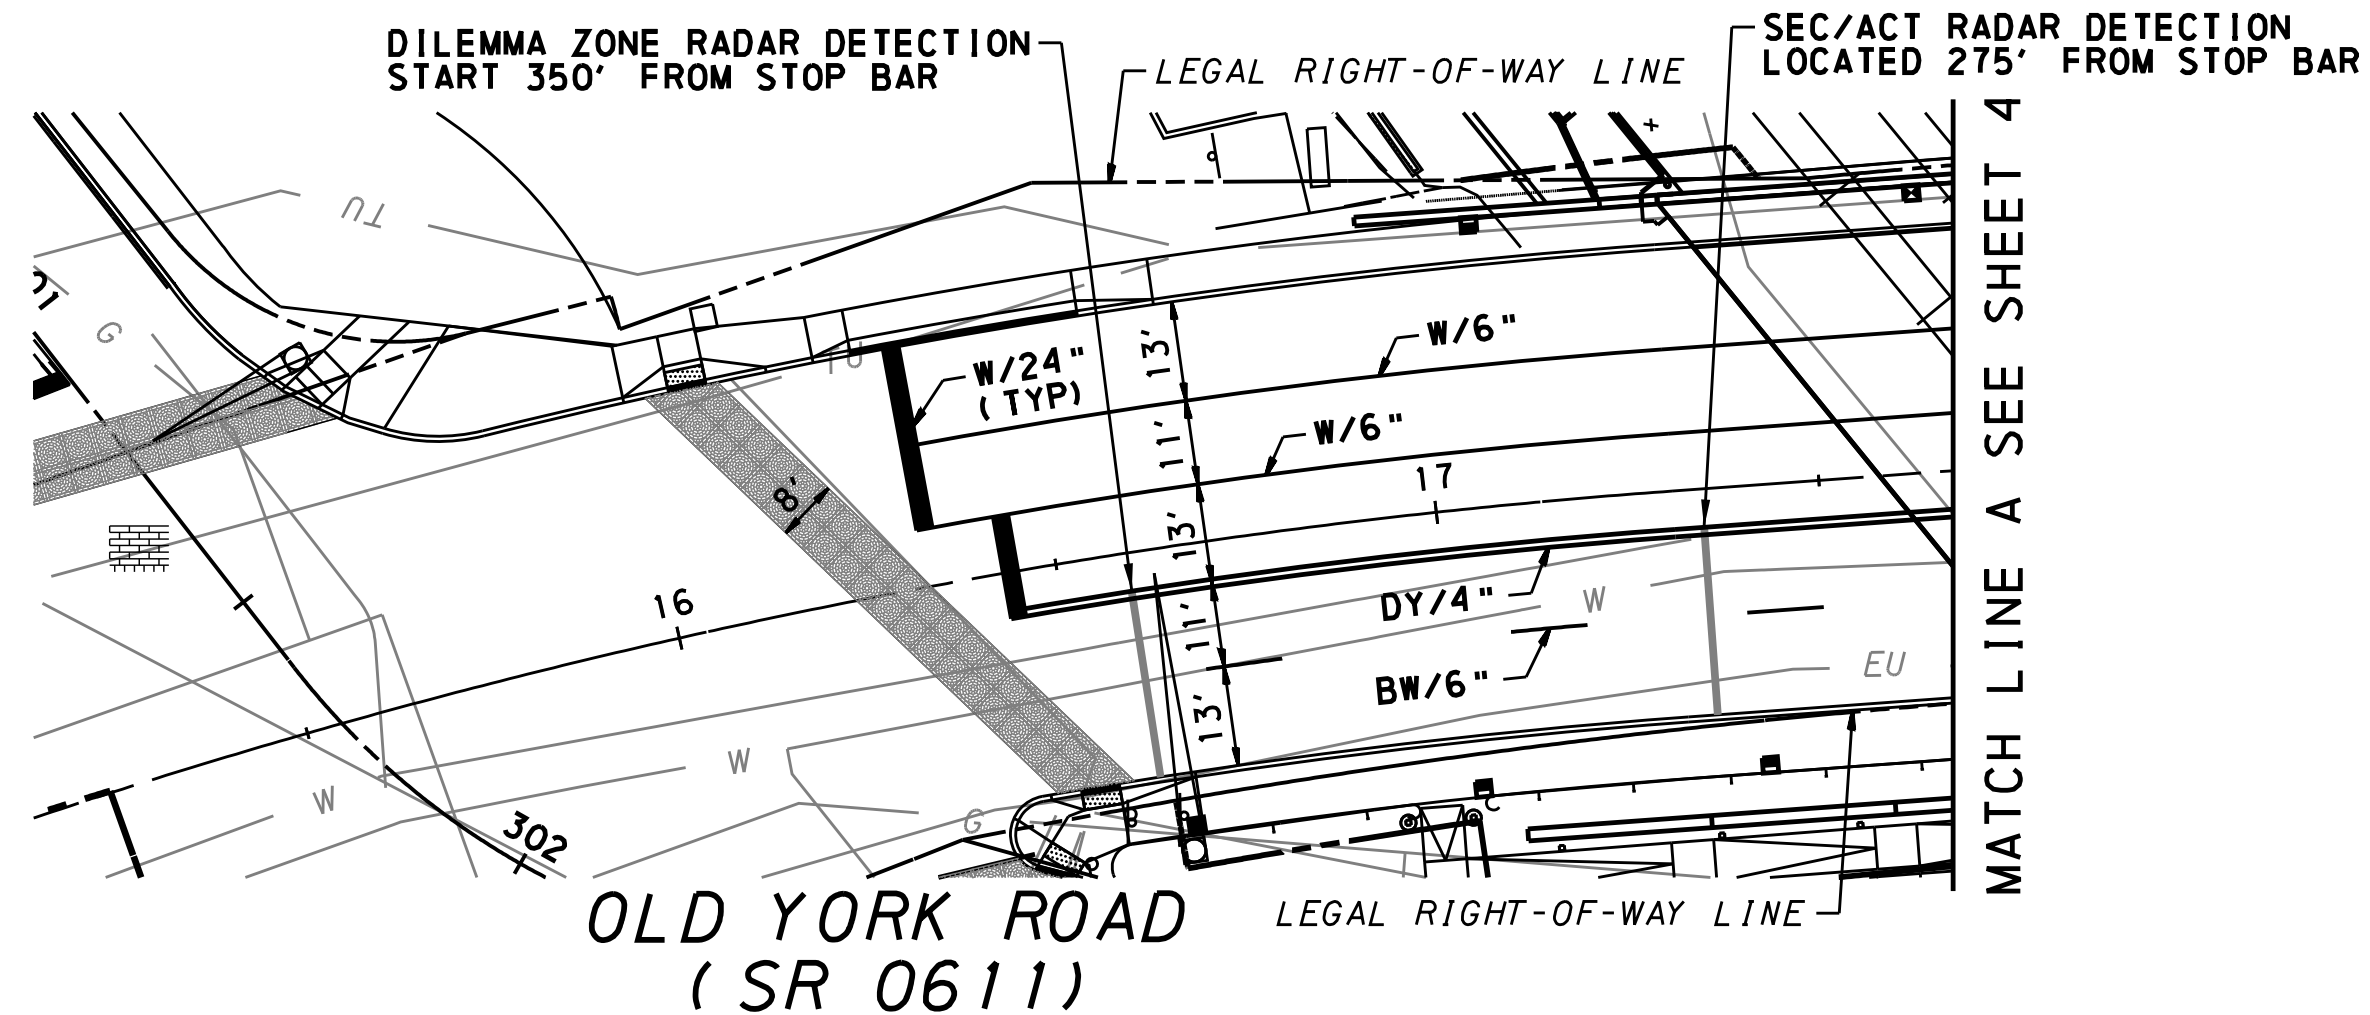 DILEMMA ZONE RADAR DETECTION
START 350' FROM STOP BAR
SEC/ACT RADAR DETECTION
LOCATED 275' FROM STOP BAR
LEGAL RIGHT-OF-WAY LINE
TU
G
W/24"
(TYP)
TU
13'
W/6"
11'
W/6"
17
8'
13'
16
DY/4"
W
11'
BW/6"
EU
13'
W
W
G
302
MATCH LINE A SEE SHEET 4
LEGAL RIGHT-OF-WAY LINE
OLD YORK ROAD
(SR 0611)